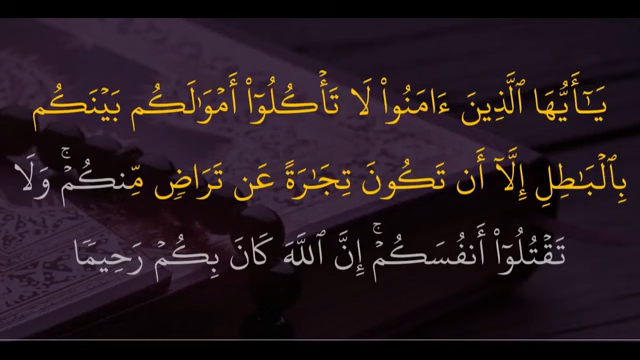 يَـٰٓأَيُّهَا ٱلَّذِينَ ءَامَنُوا۟ لَا تَأْكُلُوٓا۟ أَمْوَٰلَكُم بَيْنَكُم
بِٱلْبَـٰطِلِ إِلَّآ أَن تَكُونَ تِجَـٰرَةً عَن تَرَاضٍ مِّنكُمْ ۚ وَلَا
تَقْتُلُوٓا۟ أَنفُسَكُمْ ۚ إِنَّ ٱللَّهَ كَانَ بِكُمْ رَحِيمًا